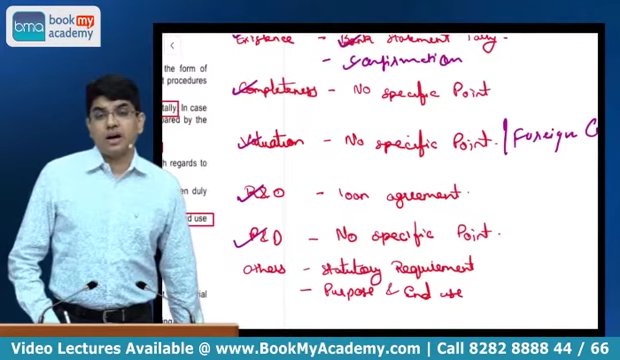 bma book my academy
Existence - Bank Statement Tally.
- Confirmation
Completeness - No specific Point
Valuation - No specific Point. | Foreign C
R&O - loan agreement.
P&D - No specific Point.
Others - Statutory Requirement
- Purpose & End use
the form of
t procedures
tally. In case
pared by the
h regards to
en duly
d use
ial
ng.
Video Lectures Available @ www.BookMyAcademy.com | Call 8282 8888 44 / 66